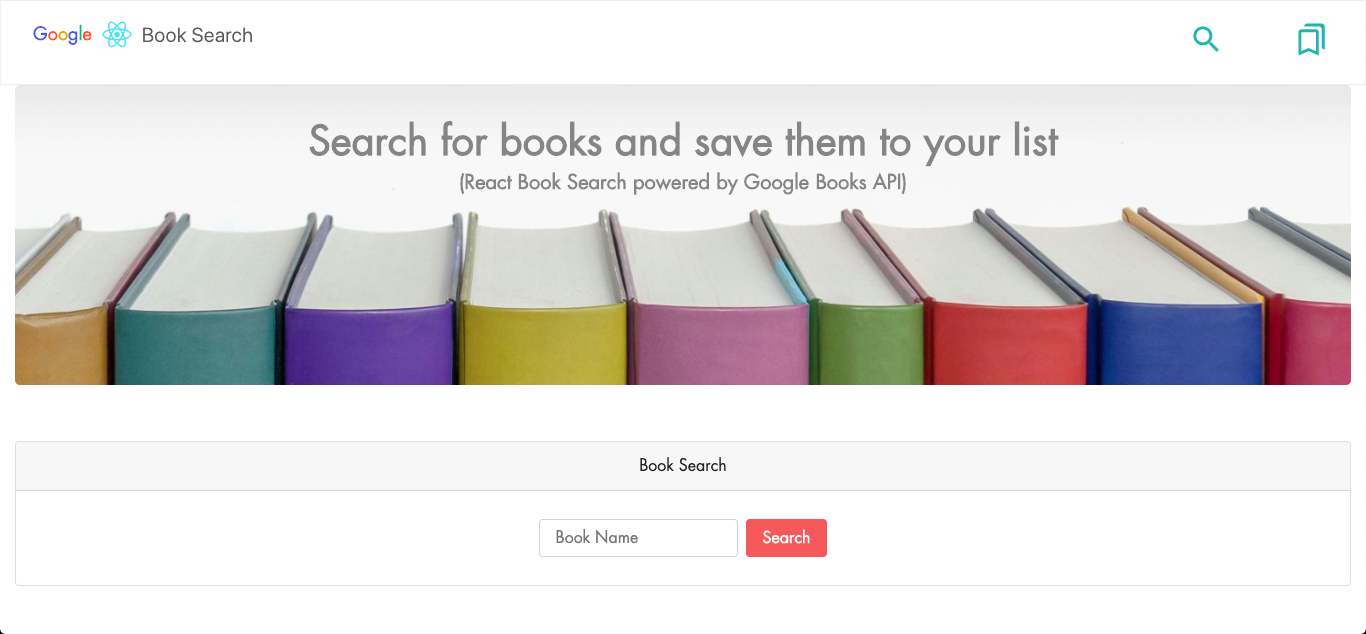 Google Book Search
Search for books and save them to your list
(React Book Search powered by Google Books API)
Book Search
Book Name Search